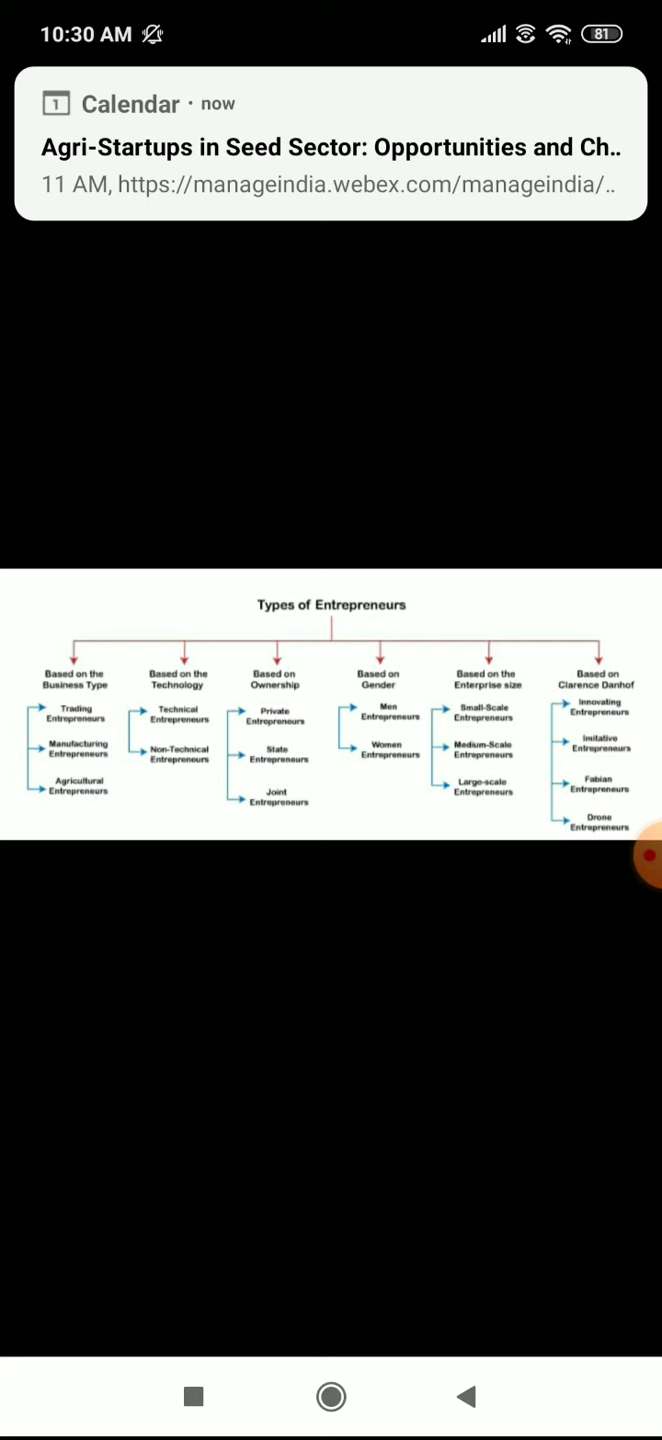 10:30 AM
81
1 Calendar • now
Agri-Startups in Seed Sector: Opportunities and Ch..
11 AM, https://manageindia.webex.com/manageindia/..
Types of Entrepreneurs
Based on the
Business Type
Trading
Entrepreneurs
Manufacturing
Entrepreneurs
Agricultural
Entrepreneurs
Based on the
Technology
Technical
Entrepreneurs
Non-Technical
Entrepreneurs
Based on
Ownership
Private
Entrepreneurs
State
Entrepreneurs
Joint
Entrepreneurs
Based on
Gender
Men
Entrepreneurs
Women
Entrepreneurs
Based on the
Enterprise size
Small-Scale
Entrepreneurs
Medium-Scale
Entrepreneurs
Large-scale
Entrepreneurs
Based on
Clarence Danhof
Innovating
Entrepreneurs
Imitative
Entrepreneurs
Fabian
Entrepreneurs
Drone
Entrepreneurs